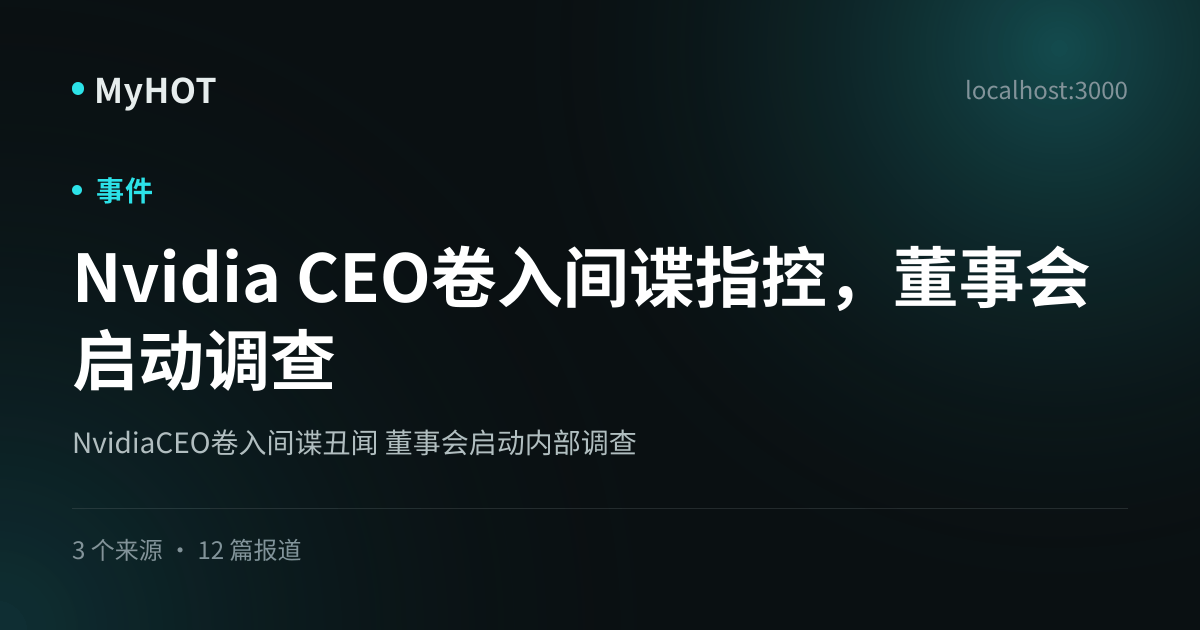 MyHOT
localhost:3000
事件
Nvidia CEO卷入间谍指控，董事会
启动调查
NvidiaCEO卷入间谍丑闻 董事会启动内部调查
3 个来源 · 12 篇报道